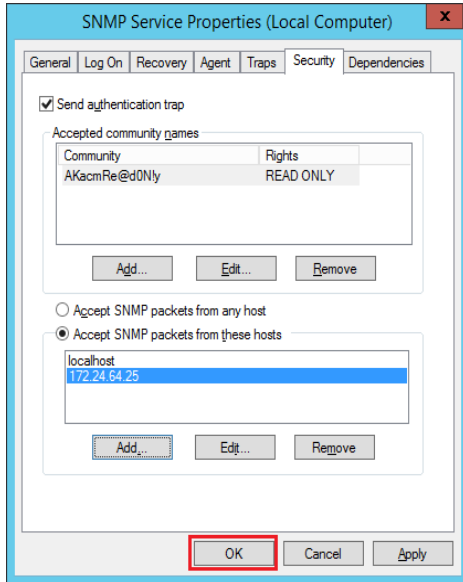 SNMP Service Properties (Local Computer)
x
General Log On Recovery Agent Traps Security Dependencies
Send authentication trap
Accepted community names
Community Rights
AKacmRe@d0Nly READ ONLY
Add... Edit... Remove
Accept SNMP packets from any host
Accept SNMP packets from these hosts
localhost
172.24.64.25
Add... Edit... Remove
OK Cancel Apply